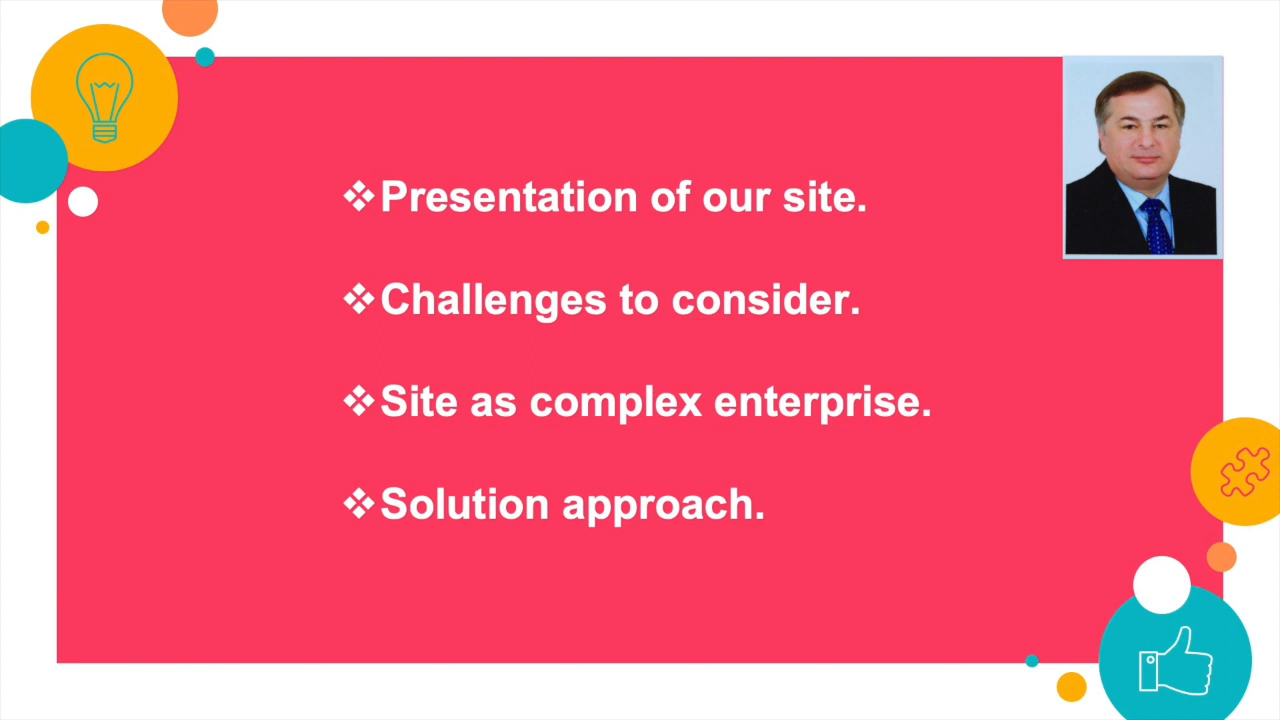 ❖Presentation of our site.
❖Challenges to consider.
❖Site as complex enterprise.
❖Solution approach.